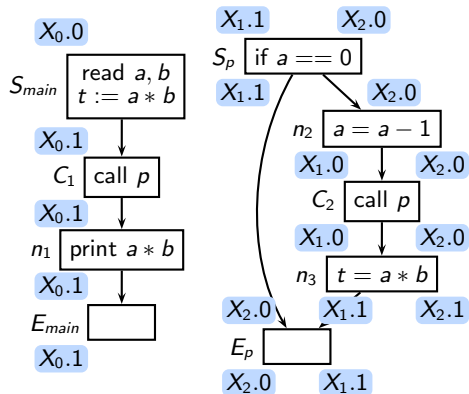 X₀.0
S_main
read a, b
t := a ∗ b
X₀.1
C₁ call p
X₀.1
n₁ print a ∗ b
X₀.1
E_main
X₀.1
X₁.1 X₂.0
S_p if a == 0
X₁.1 X₂.0
n₂ a = a − 1
X₁.0 X₂.0
C₂ call p
X₁.0 X₂.0
n₃ t = a ∗ b
X₂.0 X₁.1 X₂.1
E_p
X₂.0 X₁.1